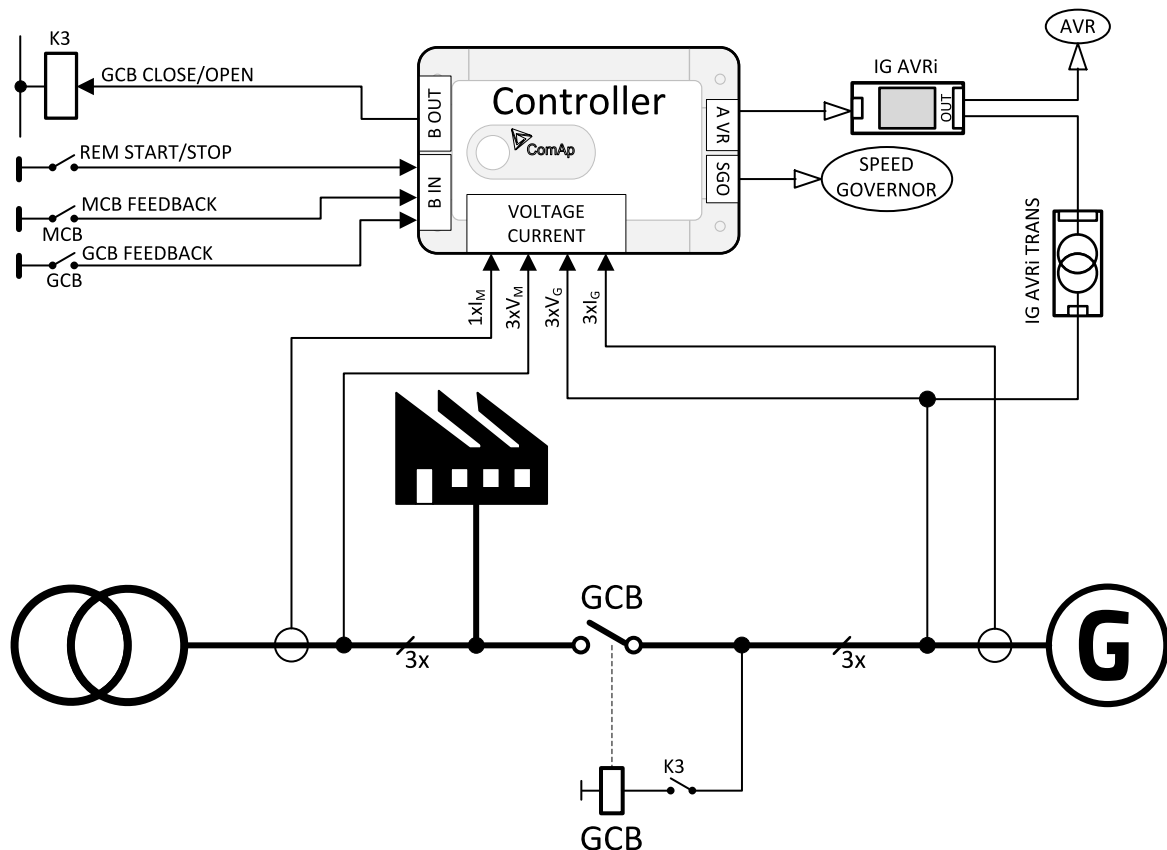 K3
GCB CLOSE/OPEN
REM START/STOP
MCB FEEDBACK
MCB
GCB FEEDBACK
GCB
B OUT
B IN
Controller
ComAp
VOLTAGE
CURRENT
A VR
SGO
IG AVRi
OUT
AVR
SPEED
GOVERNOR
IG AVRi TRANS
1xIM
3xVM
3xVG
3xIG
GCB
3x
3x
G
K3
GCB